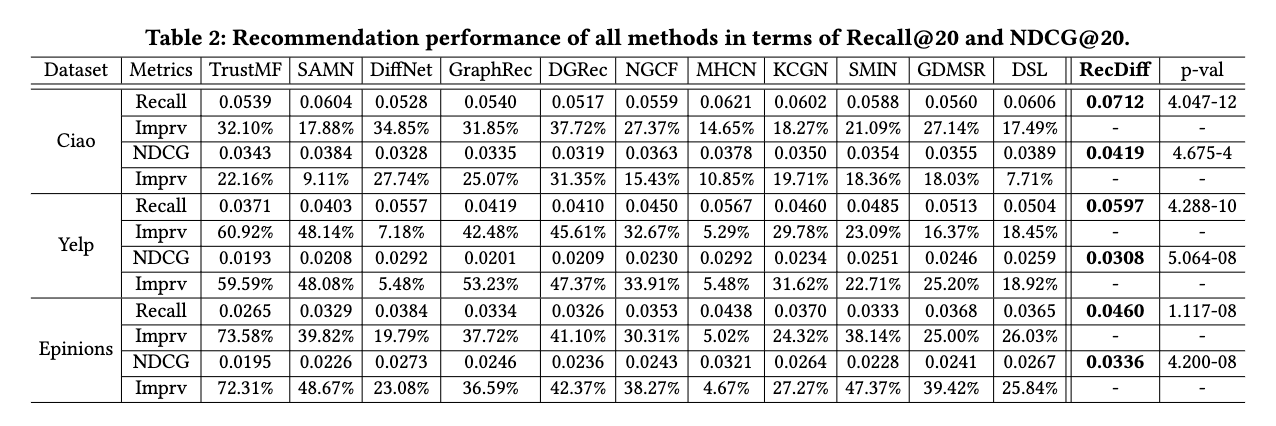 Table 2: Recommendation performance of all methods in terms of Recall@20 and NDCG@20.
Dataset Metrics TrustMF SAMN DiffNet GraphRec DGRec NGCF MHCN KCGN SMIN GDMSR DSL RecDiff p-val
Recall 0.0539 0.0604 0.0528 0.0540 0.0517 0.0559 0.0621 0.0602 0.0588 0.0560 0.0606 0.0712 4.047-12
Imprv 32.10% 17.88% 34.85% 31.85% 37.72% 27.37% 14.65% 18.27% 21.09% 27.14% 17.49% - -
Ciao
NDCG 0.0343 0.0384 0.0328 0.0335 0.0319 0.0363 0.0378 0.0350 0.0354 0.0355 0.0389 0.0419 4.675-4
Imprv 22.16% 9.11% 27.74% 25.07% 31.35% 15.43% 10.85% 19.71% 18.36% 18.03% 7.71% - -
Recall 0.0371 0.0403 0.0557 0.0419 0.0410 0.0450 0.0567 0.0460 0.0485 0.0513 0.0504 0.0597 4.288-10
Imprv 60.92% 48.14% 7.18% 42.48% 45.61% 32.67% 5.29% 29.78% 23.09% 16.37% 18.45% - -
Yelp
NDCG 0.0193 0.0208 0.0292 0.0201 0.0209 0.0230 0.0292 0.0234 0.0251 0.0246 0.0259 0.0308 5.064-08
Imprv 59.59% 48.08% 5.48% 53.23% 47.37% 33.91% 5.48% 31.62% 22.71% 25.20% 18.92% - -
Recall 0.0265 0.0329 0.0384 0.0334 0.0326 0.0353 0.0438 0.0370 0.0333 0.0368 0.0365 0.0460 1.117-08
Imprv 73.58% 39.82% 19.79% 37.72% 41.10% 30.31% 5.02% 24.32% 38.14% 25.00% 26.03% - -
Epinions
NDCG 0.0195 0.0226 0.0273 0.0246 0.0236 0.0243 0.0321 0.0264 0.0228 0.0241 0.0267 0.0336 4.200-08
Imprv 72.31% 48.67% 23.08% 36.59% 42.37% 38.27% 4.67% 27.27% 47.37% 39.42% 25.84% - -